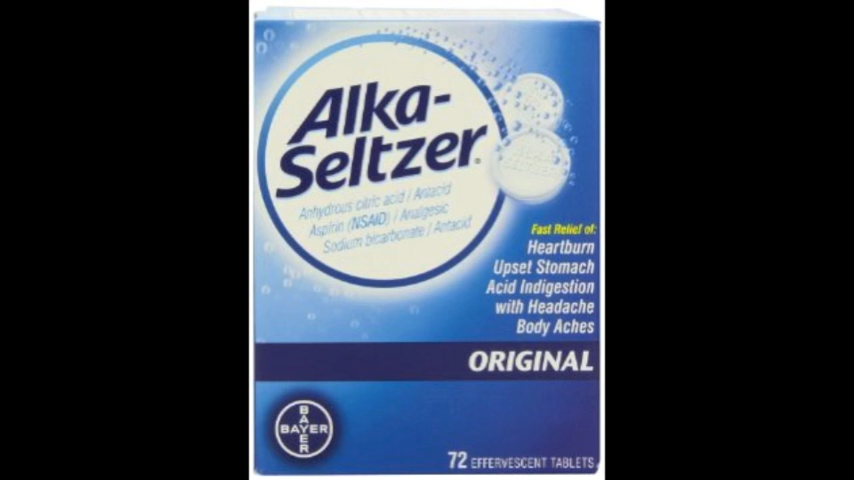 Alka-
Seltzer®
Anhydrous citric acid / Antacid
Aspirin (NSAID) / Analgesic
Sodium bicarbonate / Antacid
Fast Relief of:
Heartburn
Upset Stomach
Acid Indigestion
with Headache
Body Aches
ORIGINAL
BAYER
BAYER
72 EFFERVESCENT TABLETS